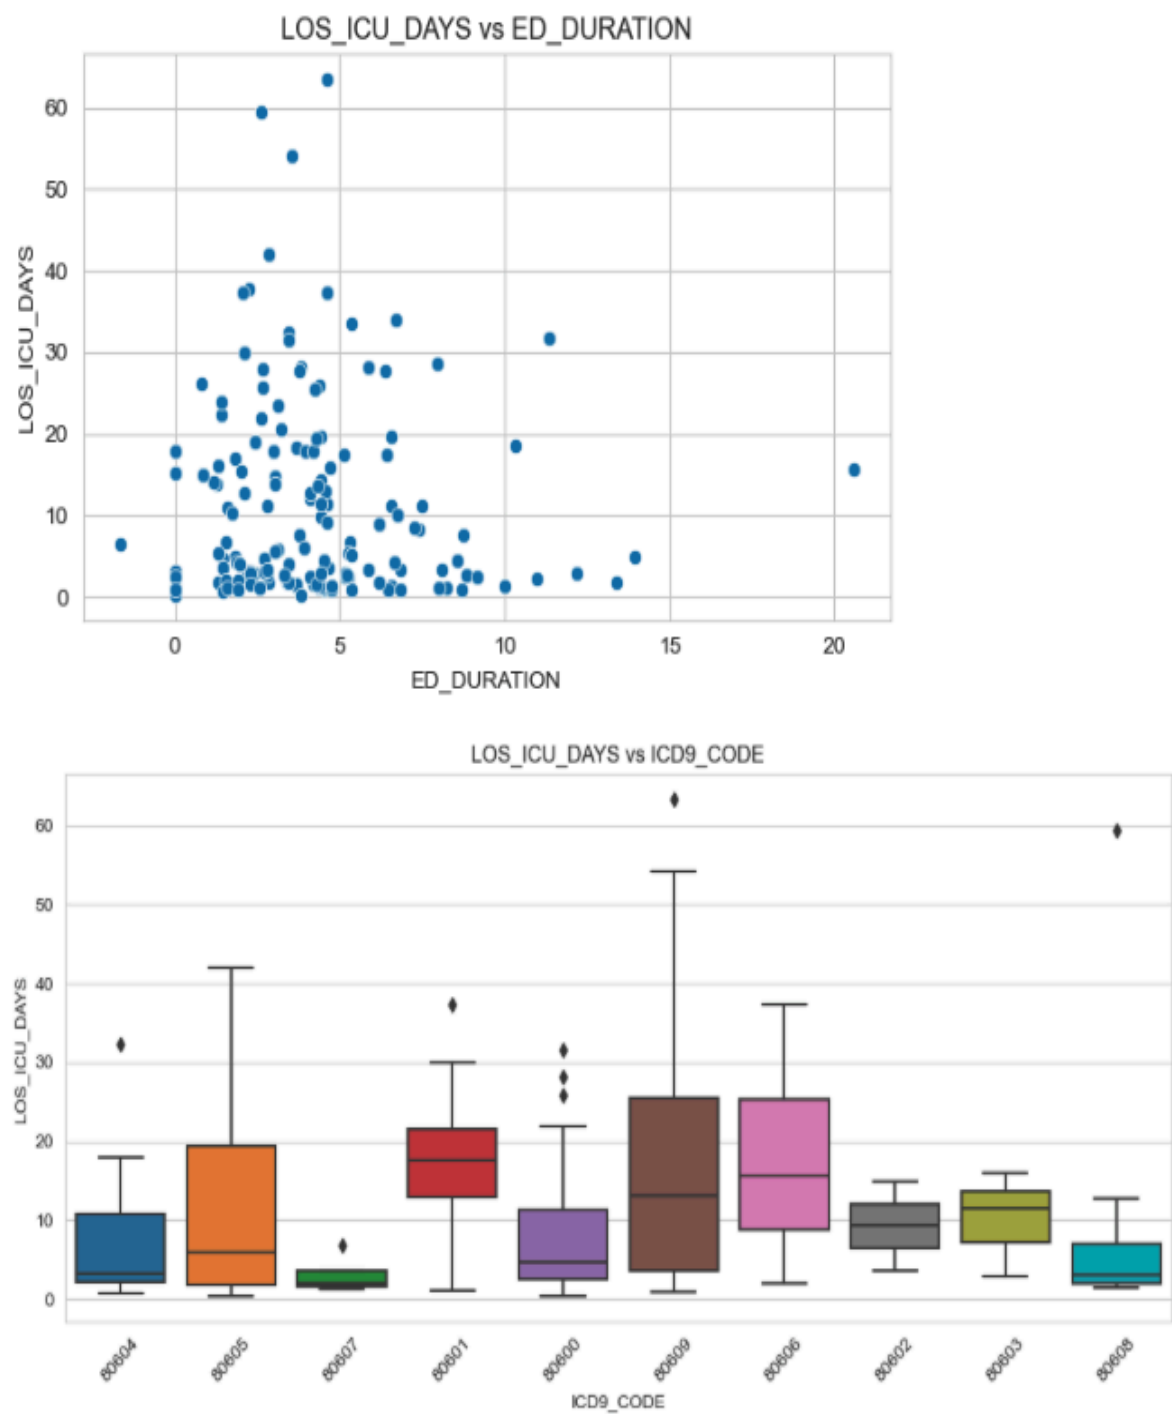 LOS_ICU_DAYS vs ED_DURATION
60
50
40
30
20
10
0
LOS_ICU_DAYS
0 5 10 15 20
ED_DURATION
LOS_ICU_DAYS vs ICD9_CODE
60
50
40
30
20
10
0
LOS_ICU_DAYS
80604 80605 80607 80601 80600 80609 80606 80602 80603 80608
ICD9_CODE